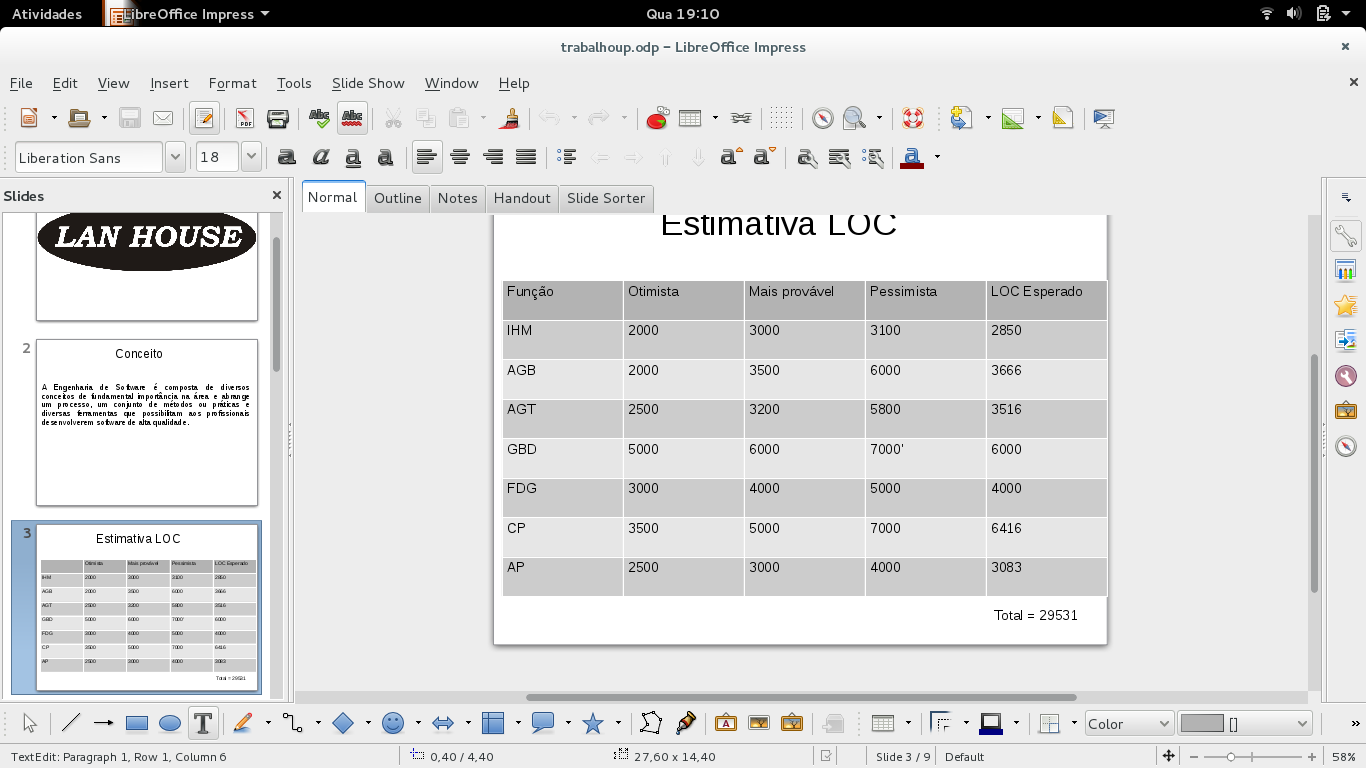 Atividades LibreOffice Impress Qua 19:10
trabalhoup.odp – LibreOffice Impress
File Edit View Insert Format Tools Slide Show Window Help
Liberation Sans 18
Slides
Normal Outline Notes Handout Slide Sorter
LAN HOUSE
2
Conceito
A Engenharia de Software é composta de diversos
conceitos de fundamental importância na área e abrange
um processo, um conjunto de métodos ou práticas e
diversas ferramentas que possibilitam aos profissionais
desenvolverem software de alta qualidade.
3
Estimativa LOC
Otimista Mais provável Pessimista LOC Esperado
IHM 2000 3000 3100 2850
AGB 2000 3500 6000 3666
AGT 2500 3200 5800 3516
GBD 5000 6000 7000' 6000
FDG 3000 4000 5000 4000
CP 3500 5000 7000 6416
AP 2500 3000 4000 3083
Total = 29531
Estimativa LOC
Função Otimista Mais provável Pessimista LOC Esperado
IHM 2000 3000 3100 2850
AGB 2000 3500 6000 3666
AGT 2500 3200 5800 3516
GBD 5000 6000 7000' 6000
FDG 3000 4000 5000 4000
CP 3500 5000 7000 6416
AP 2500 3000 4000 3083
Total = 29531
Color []
TextEdit: Paragraph 1, Row 1, Column 6 0,40 / 4,40 27,60 x 14,40 Slide 3 / 9 Default 58%